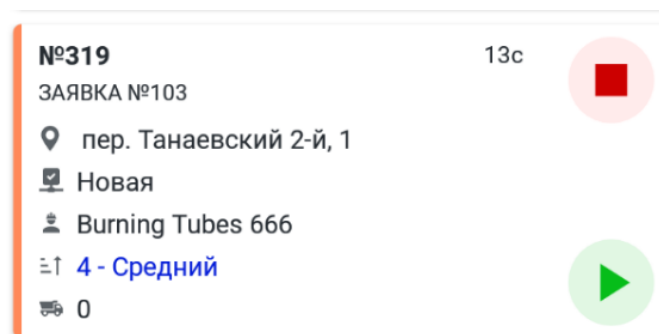 №319 13с
ЗАЯВКА №103
пер. Танаевский 2-й, 1
Новая
Burning Tubes 666
4 - Средний
0